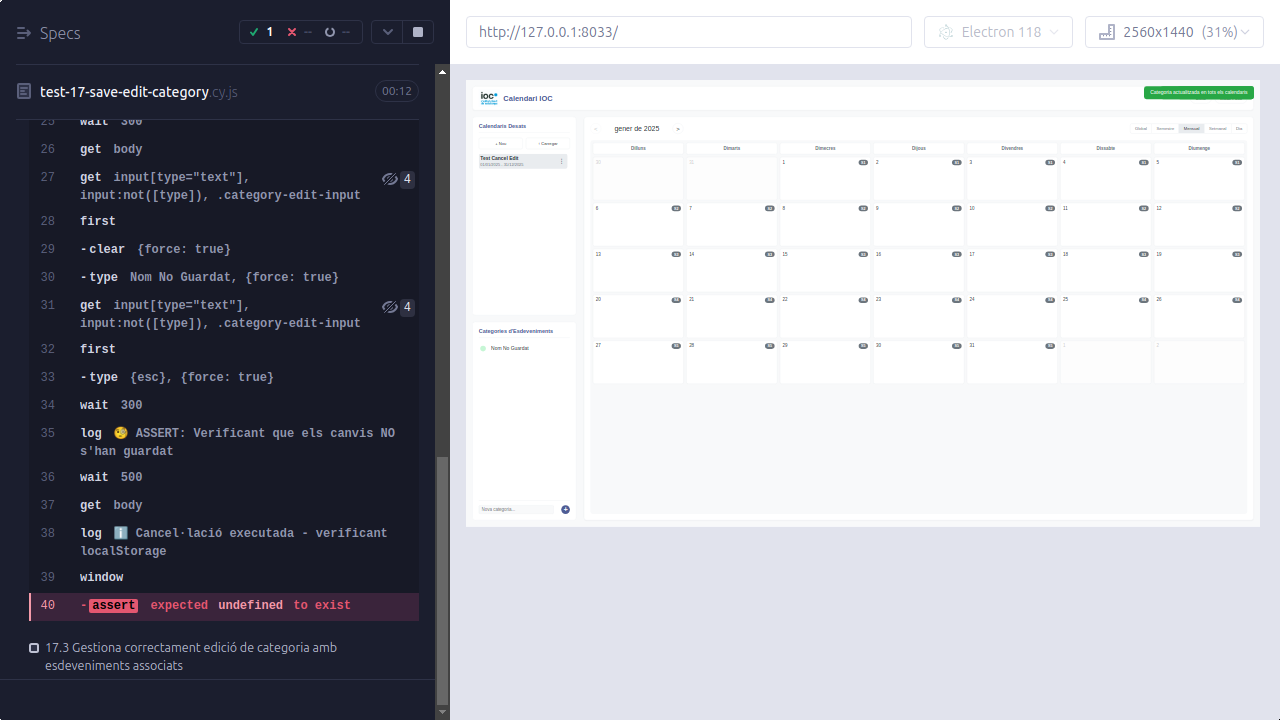 Specs
1
--
--
http://127.0.0.1:8033/
Electron 118
2560x1440 (31%)
test-17-save-edit-category.cy.js
00:12
25 wait 300
26 get body
27 get input[type="text"],
input:not([type]), .category-edit-input
4
28 first
29 -clear {force: true}
30 -type Nom No Guardat, {force: true}
31 get input[type="text"],
input:not([type]), .category-edit-input
4
32 first
33 -type {esc}, {force: true}
34 wait 300
35 log 🧐 ASSERT: Verificant que els canvis NO
s'han guardat
36 wait 500
37 get body
38 log ℹ️ Cancel·lació executada - verificant
localStorage
39 window
40 -assert expected undefined to exist
17.3 Gestiona correctament edició de categoria amb
esdeveniments associats
ioc
Calendari IOC
Categoria actualitzada en tots els calendaris
Calendaris Desats
+ Nou
Carregar
Test Cancel Edit
Categories d'Esdeveniments
Nom No Guardat
Nova categoria...
+
< gener de 2025 >
Global Semestre Mensual Setmanal Dia
Dilluns Dimarts Dimecres Dijous Divendres Dissabte Diumenge
30 31 1 2 3 4 5
6 7 8 9 10 11 12
13 14 15 16 17 18 19
20 21 22 23 24 25 26
27 28 29 30 31 1 2